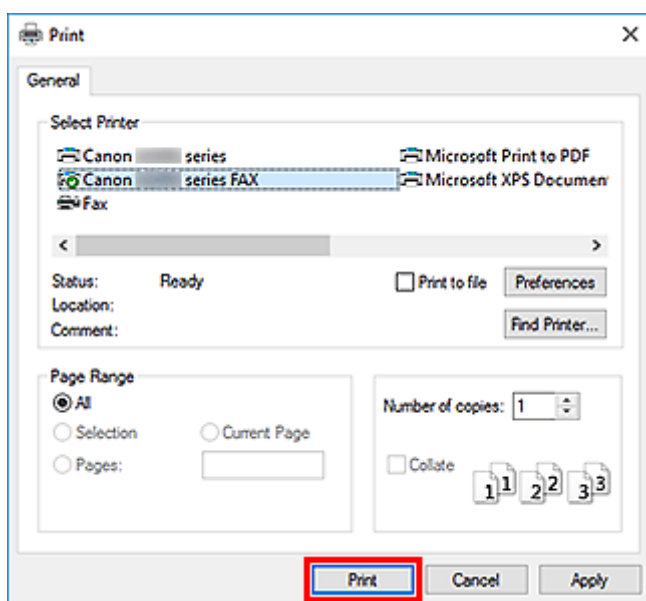 Print
General
Select Printer
Canon series
Microsoft Print to PDF
Canon series FAX
Microsoft XPS Documen
Fax
Status: Ready
Print to file
Preferences
Location:
Comment:
Find Printer...
Page Range
All
Selection
Current Page
Pages:
Number of copies: 1
Collate
1 1 2 2 3 3
Print
Cancel
Apply